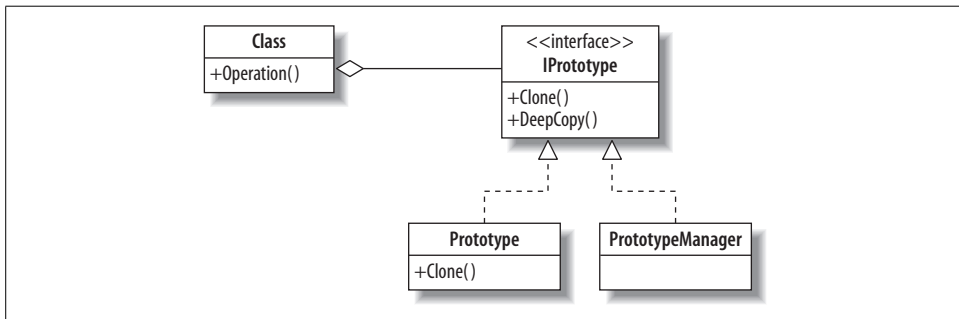 Class
+Operation()
<<interface>>
IPrototype
+Clone()
+DeepCopy()
Prototype
+Clone()
PrototypeManager